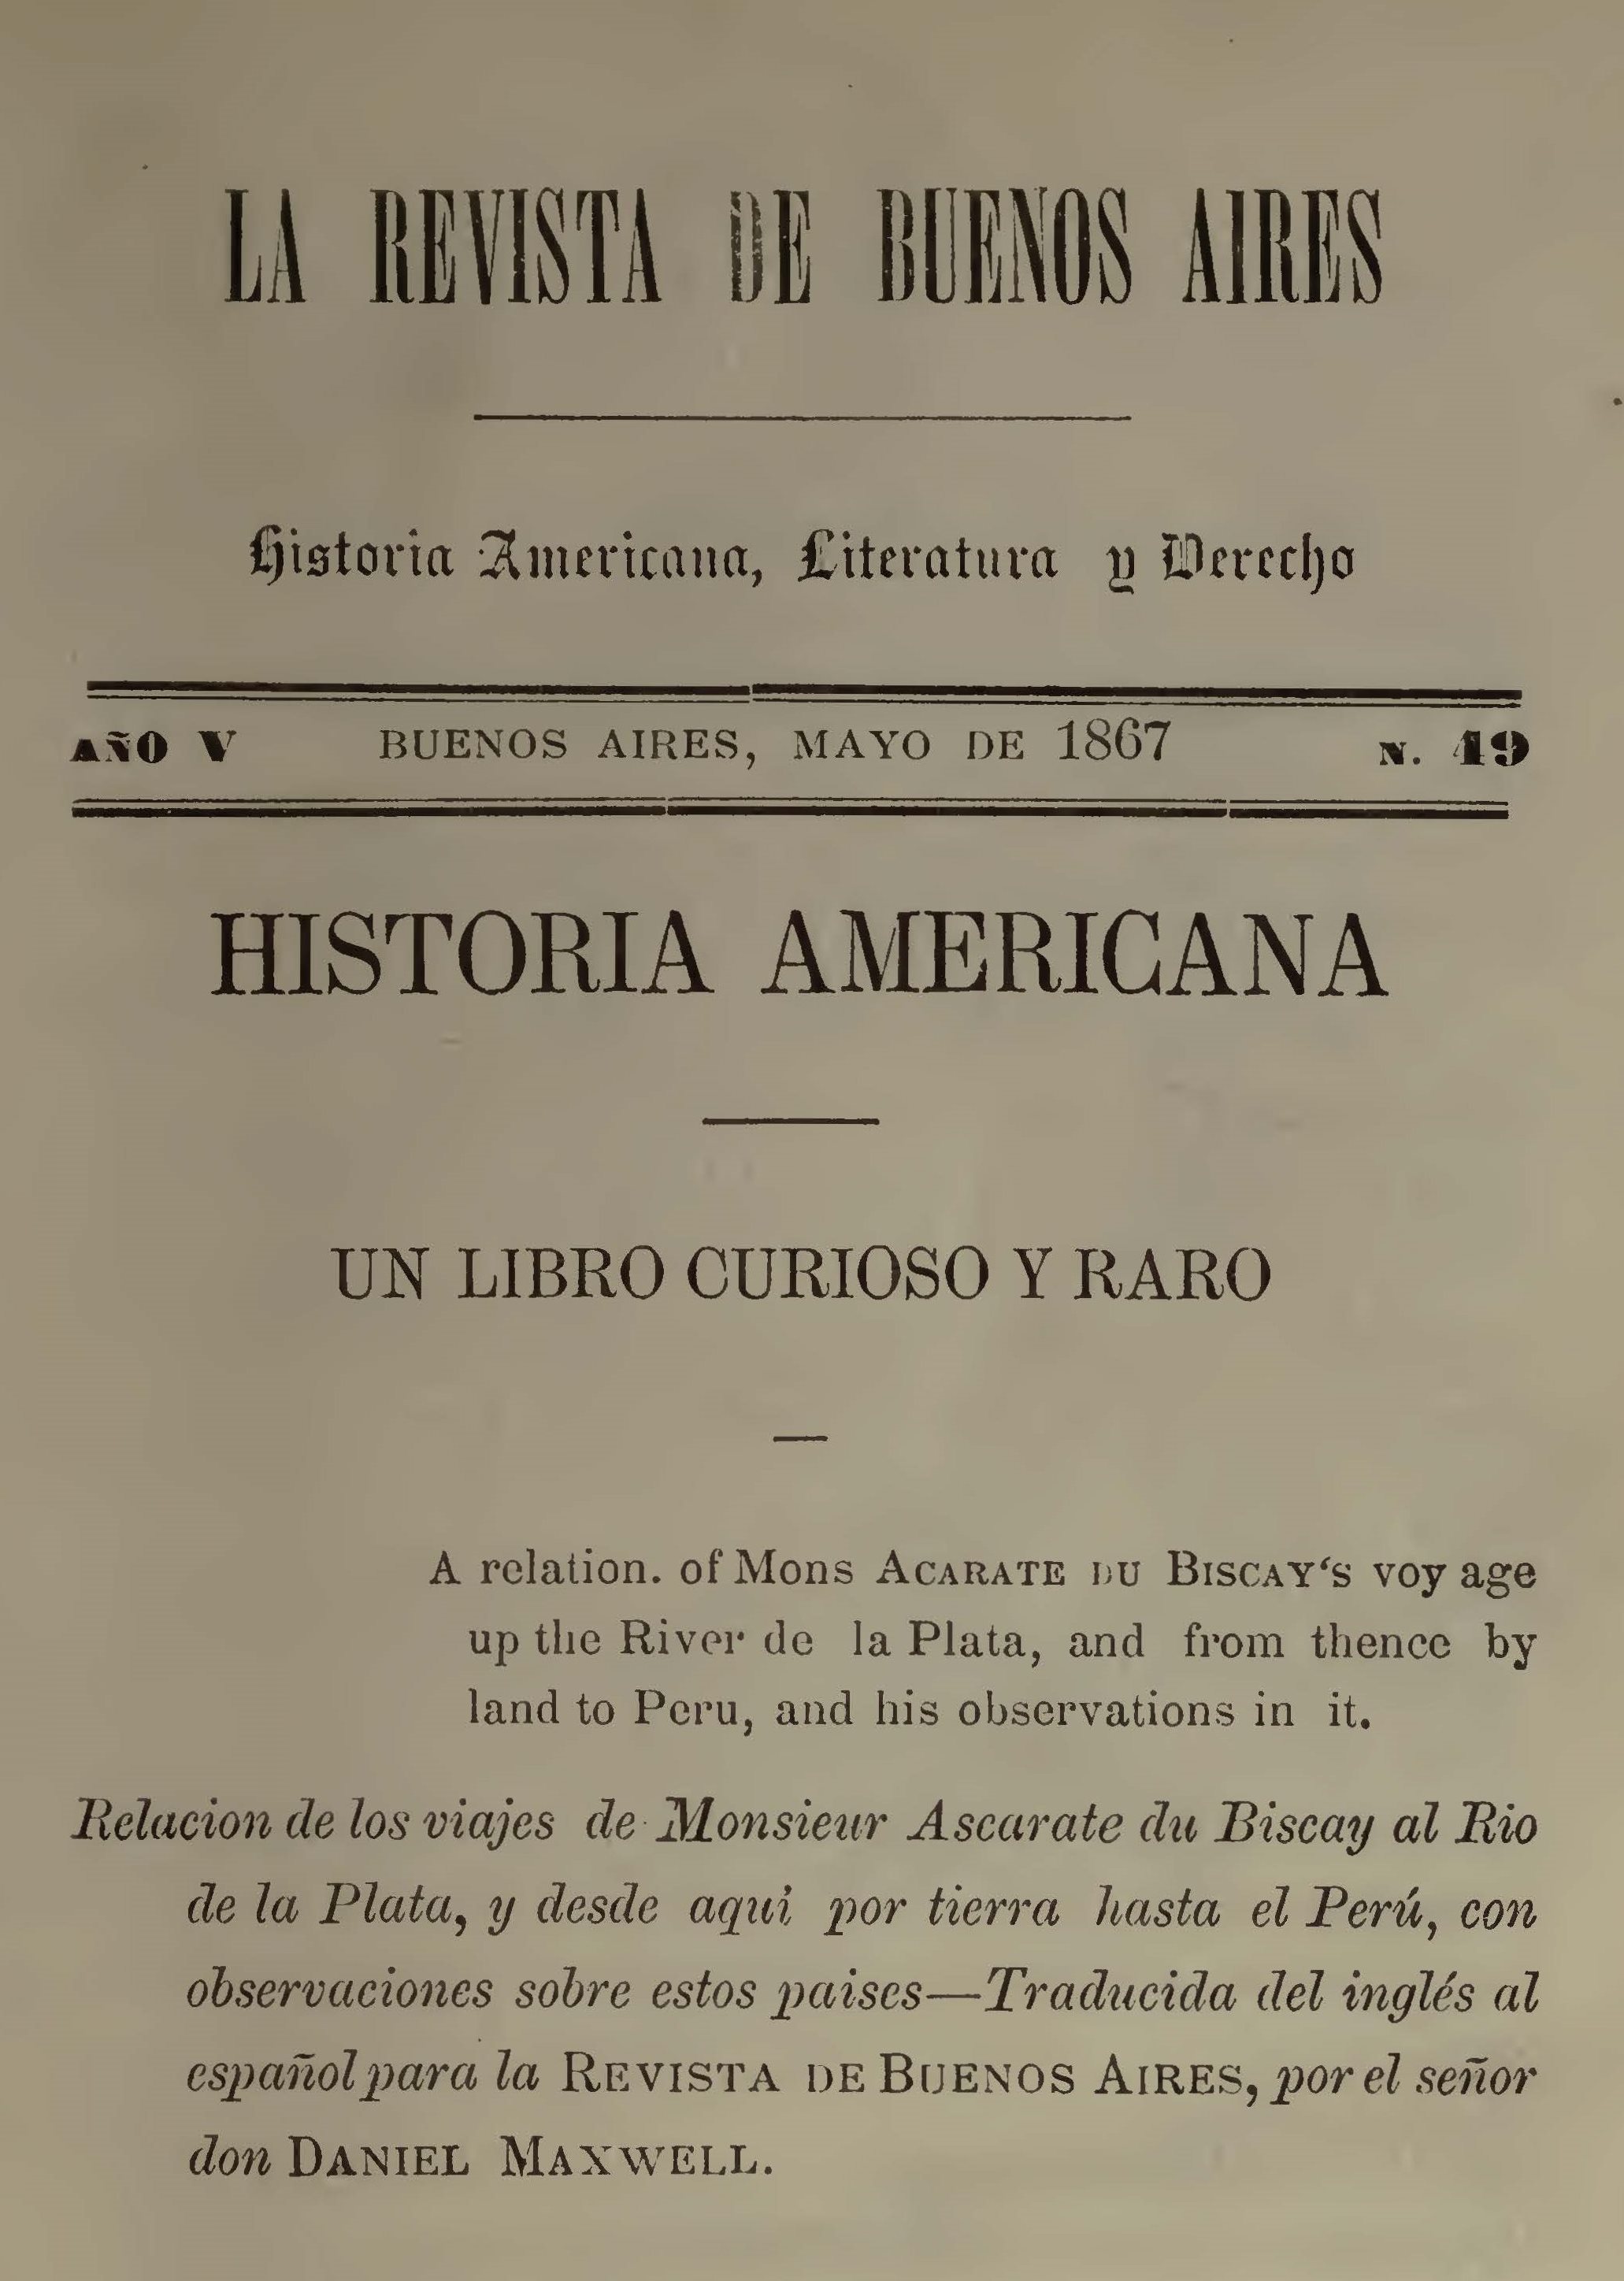 LA REVISTA DE BUENOS AIRES
Historia Americana, Literatura y Derecho
AÑO V BUENOS AIRES, MAYO DE 1867 N. 49
HISTORIA AMERICANA
UN LIBRO CURIOSO Y RARO
A relation. of Mons ACARATE DU BISCAY‘S voy age
up the River de la Plata, and from thence by
land to Peru, and his observations in it.
Relacion de los viajes de Monsieur Ascarate du Biscay al Rio
de la Plata, y desde aqui por tierra hasta el Perú, con
observaciones sobre estos paises—Traducida del inglés al
español para la REVISTA DE BUENOS AIRES, por el señor
don DANIEL MAXWELL.